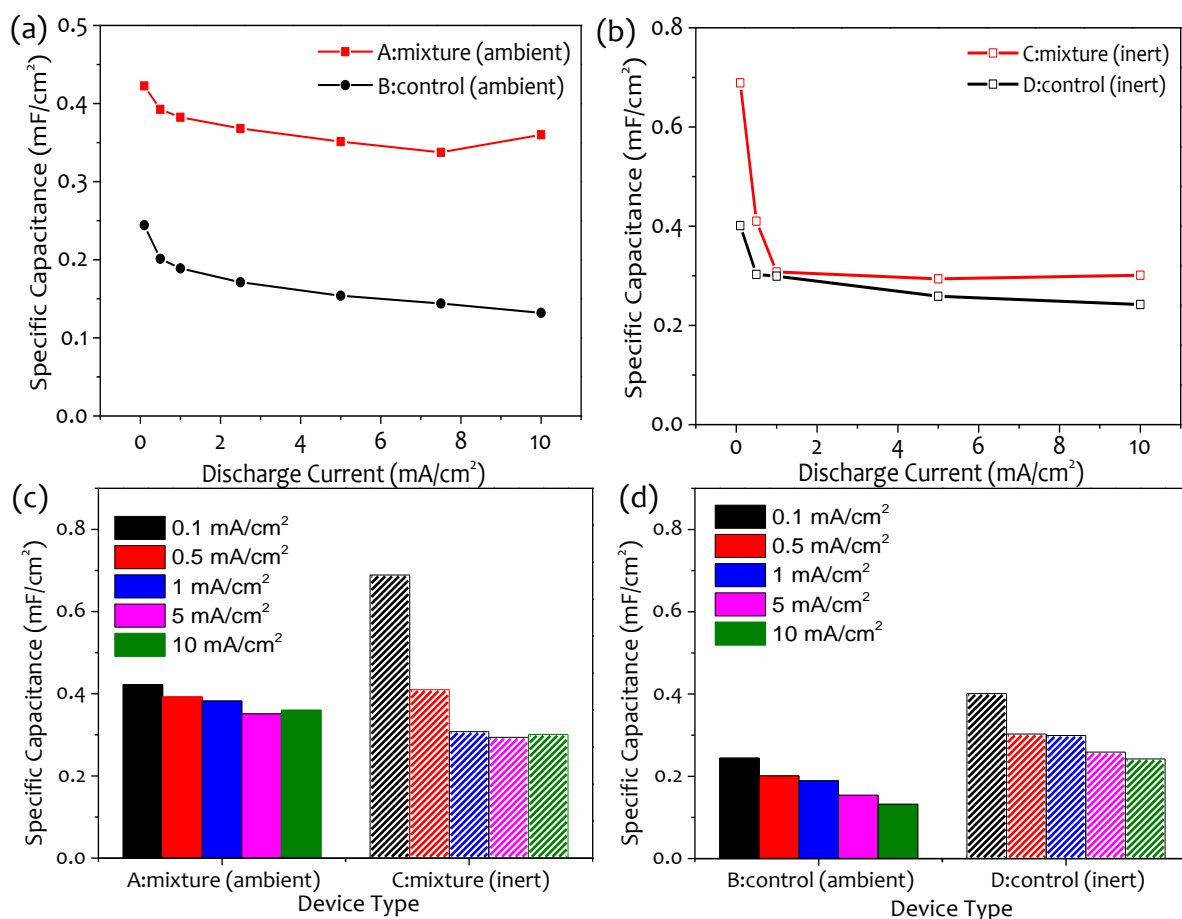 (a)
0.5
0.4
0.3
0.2
0.1
0.0
Specific Capacitance (mF/cm²)
A:mixture (ambient)
B:control (ambient)
0 2 4 6 8 10
Discharge Current (mA/cm²)
(b)
0.8
0.6
0.4
0.2
0.0
Specific Capacitance (mF/cm²)
C:mixture (inert)
D:control (inert)
0 2 4 6 8 10
Discharge Current (mA/cm²)
(c)
0.8
0.6
0.4
0.2
0.0
Specific Capacitance (mF/cm²)
0.1 mA/cm²
0.5 mA/cm²
1 mA/cm²
5 mA/cm²
10 mA/cm²
A:mixture (ambient) C:mixture (inert)
Device Type
(d)
0.8
0.6
0.4
0.2
0.0
Specific Capacitance (mF/cm²)
0.1 mA/cm²
0.5 mA/cm²
1 mA/cm²
5 mA/cm²
10 mA/cm²
B:control (ambient) D:control (inert)
Device Type